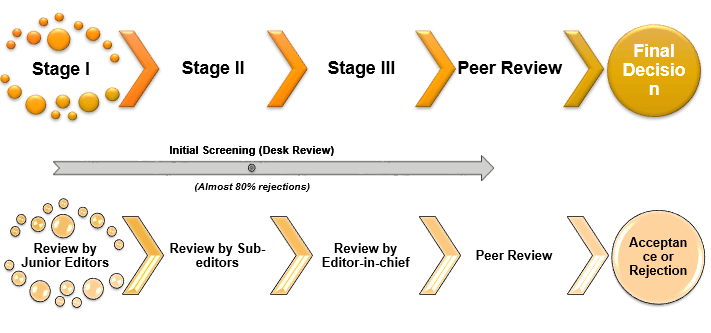 Stage I
Stage II
Stage III
Peer Review
Final
Decisio
n
Initial Screening (Desk Review)
(Almost 80% rejections)
Review by
Junior Editors
Review by Sub-
editors
Review by
Editor-in-chief
Peer Review
Acceptan
ce or
Rejection